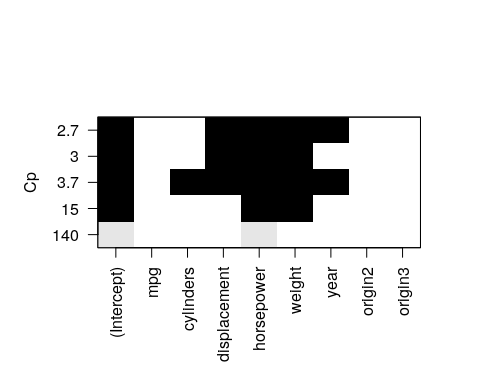 2.7
3
3.7
15
140
Cp
(Intercept)
mpg
cylinders
displacement
horsepower
weight
year
origin2
origin3